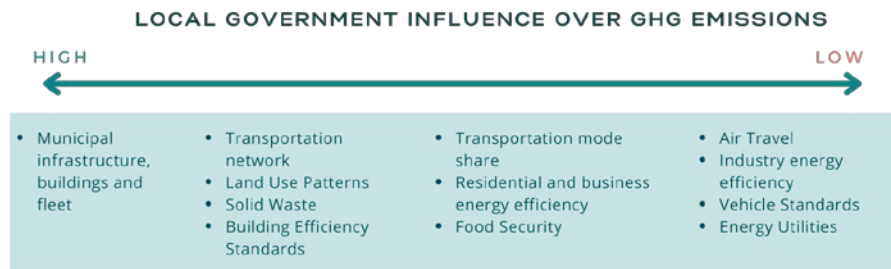 LOCAL GOVERNMENT INFLUENCE OVER GHG EMISSIONS
HIGH
LOW
• Municipal
infrastructure,
buildings and
fleet
• Transportation
network
• Land Use Patterns
• Solid Waste
• Building Efficiency
Standards
• Transportation mode
share
• Residential and business
energy efficiency
• Food Security
• Air Travel
• Industry energy
efficiency
• Vehicle Standards
• Energy Utilities